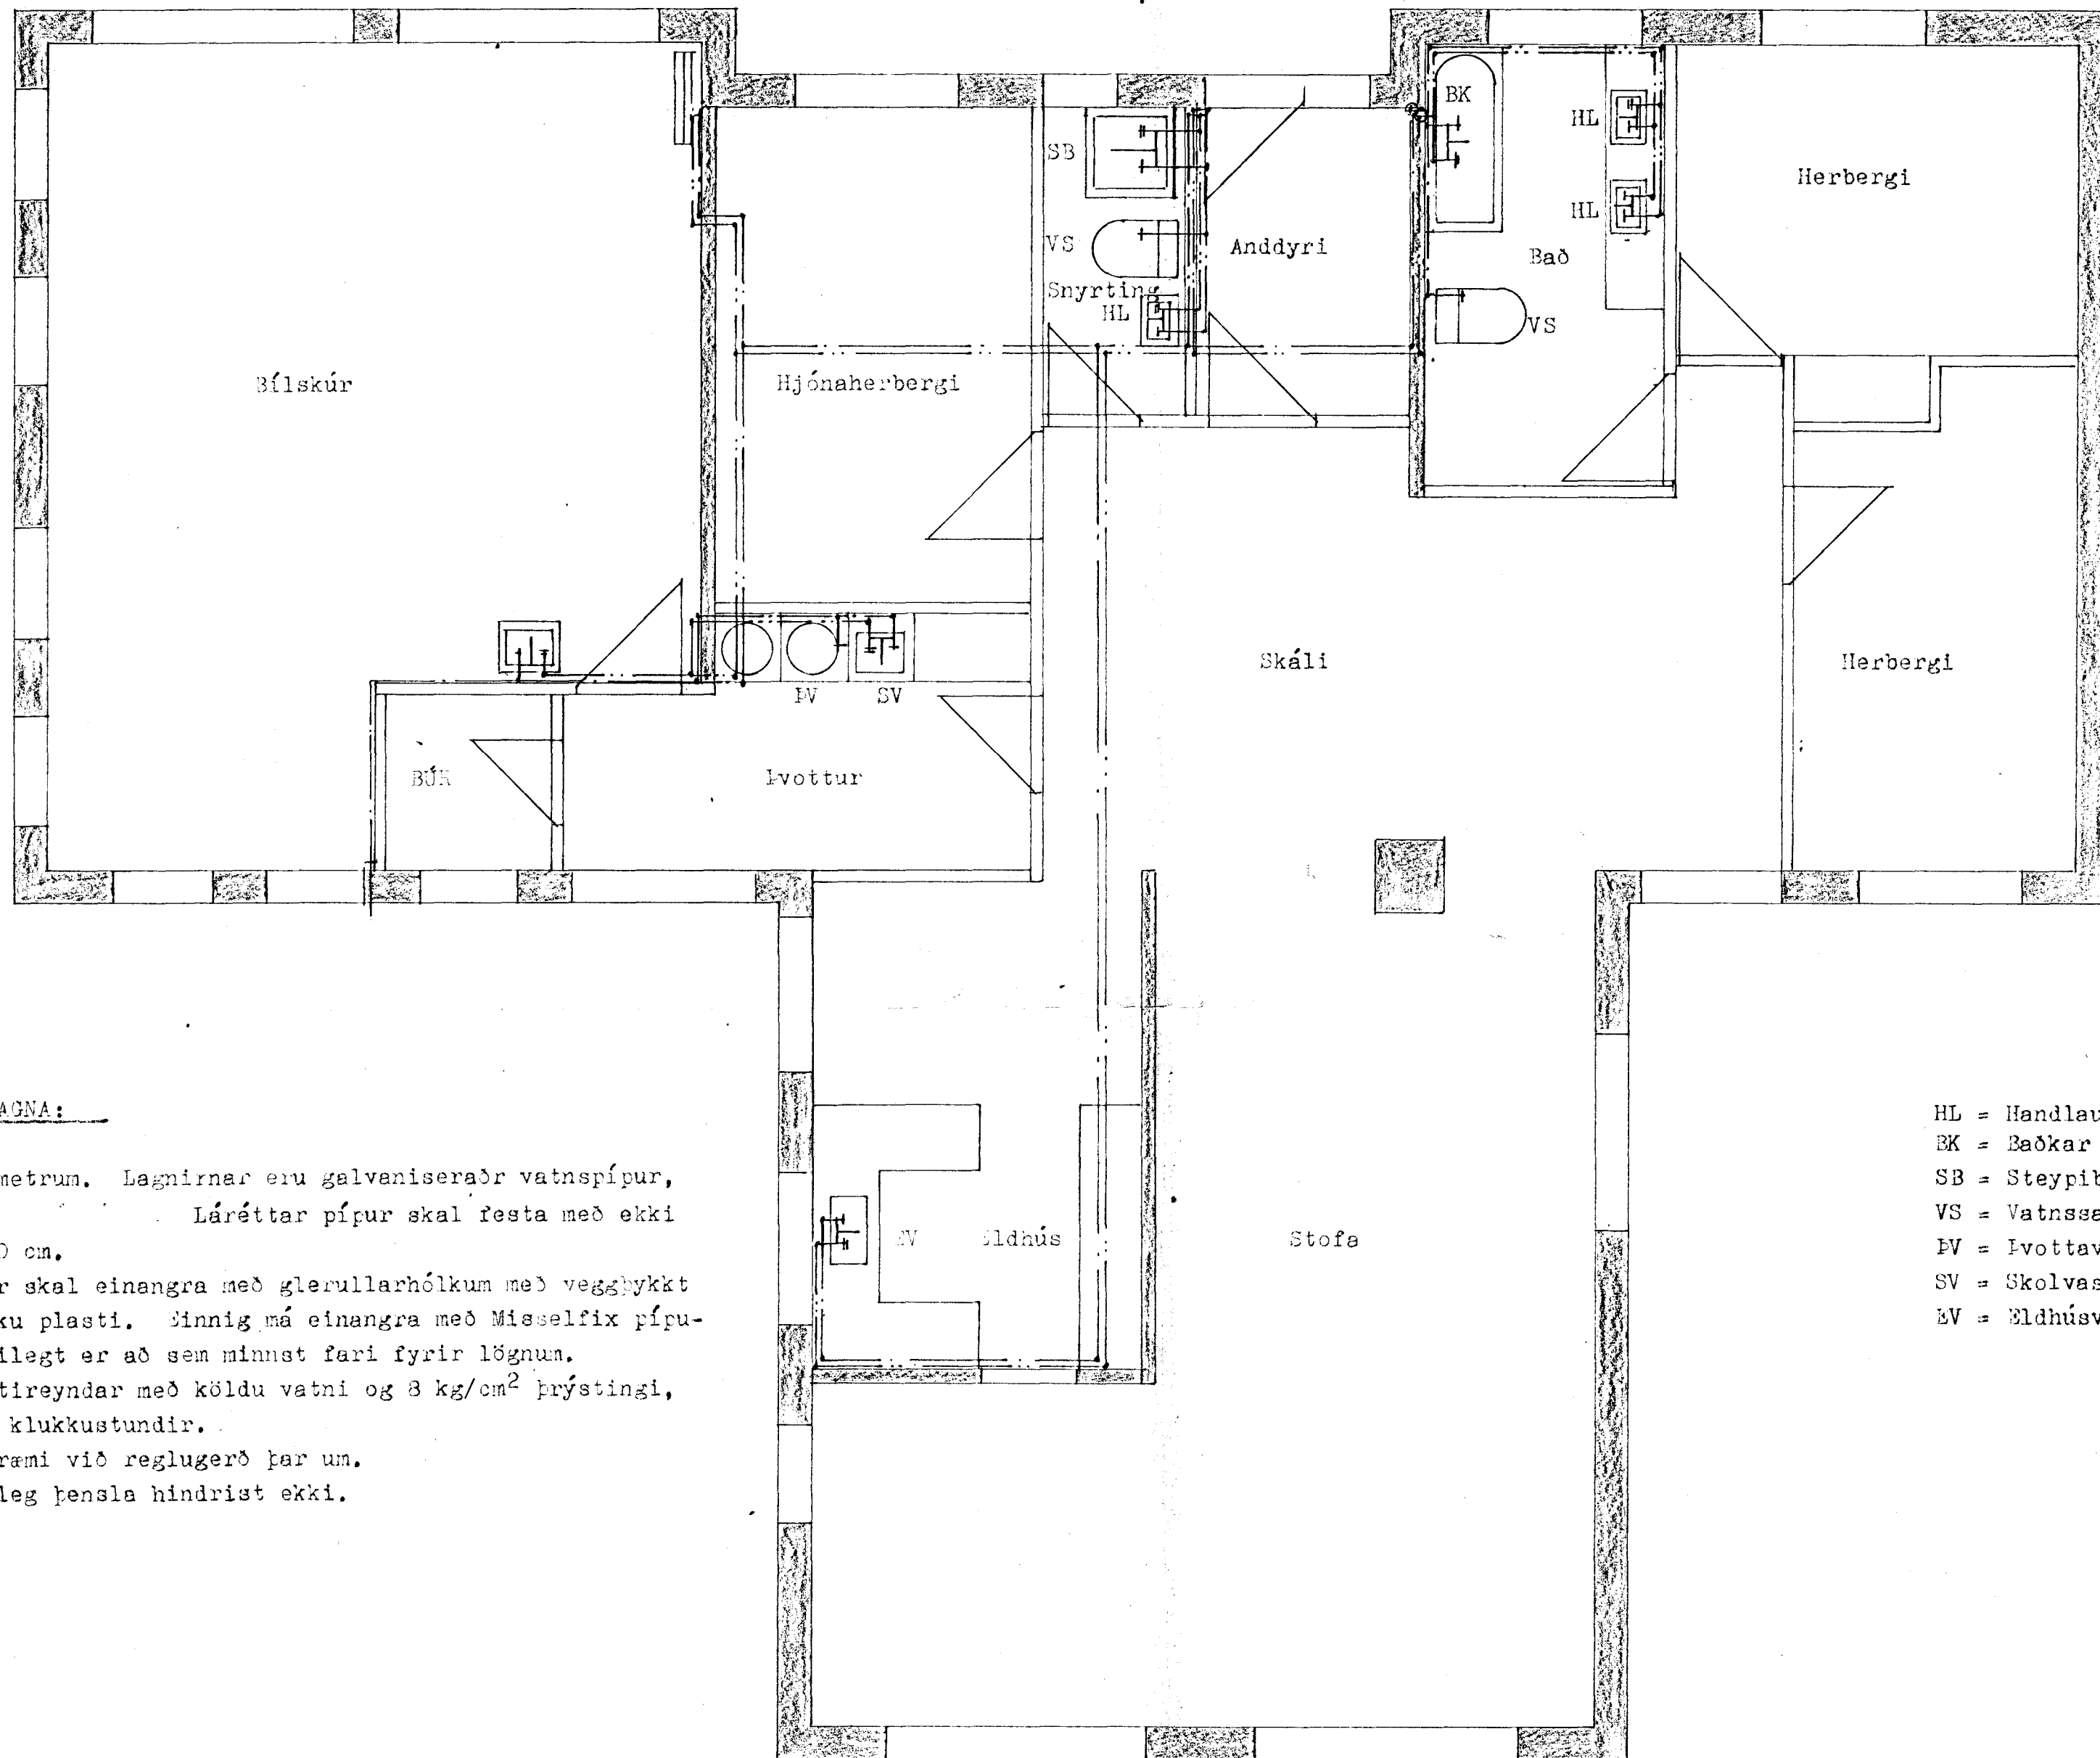 BK
HL
SB
Herbergi
HL
VS
Anddyri
Bað
Snyrting
HL
VS
Bílskúr
Hjónaherbergi
Skáli
Herbergi
ÞV
SV
BÚR
Þvottur
EV
Eldhús
Stofa
AGNA:
metrum. Lagnirnar eru galvaniseraðr vatnspípur,
Láréttar pípur skal festa með ekki
cm.
r skal einangra með glerullarhólkum með veggþykkt
ku plasti. Einnig má einangra með Misselfix pípu-
ilegt er að sem minnst fari fyrir lögnum.
tireyndar með köldu vatni og 8 kg/cm² þrýstingi,
klukkustundir.
ræmi við reglugerð þar um.
leg þensla hindrist ekki.
HL = Handlau
BK = Baðkar
SB = Steypib
VS = Vatnssa
ÞV = Þvottav
SV = Skolvas
EV = Eldhúsv